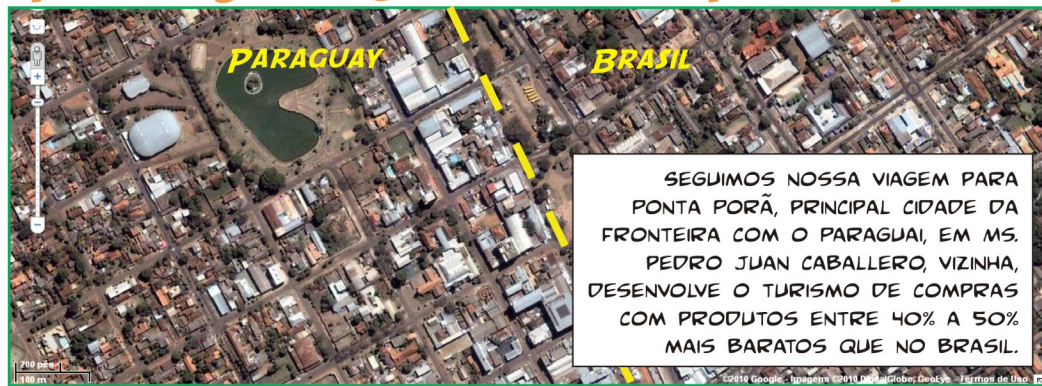 PARAGUAY
BRASIL
SEGUIMOS NOSSA VIAGEM PARA
PONTA PORÃ, PRINCIPAL CIDADE DA
FRONTEIRA COM O PARAGUAI, EM MS.
PEDRO JUAN CABALLERO, VIZINHA,
DESENVOLVE O TURISMO DE COMPRAS
COM PRODUTOS ENTRE 40% A 50%
MAIS BARATOS QUE NO BRASIL.
200 pés
100 m
©2010 Google - Imagens ©2010 DigitalGlobe, GeoEye - Termos de Uso